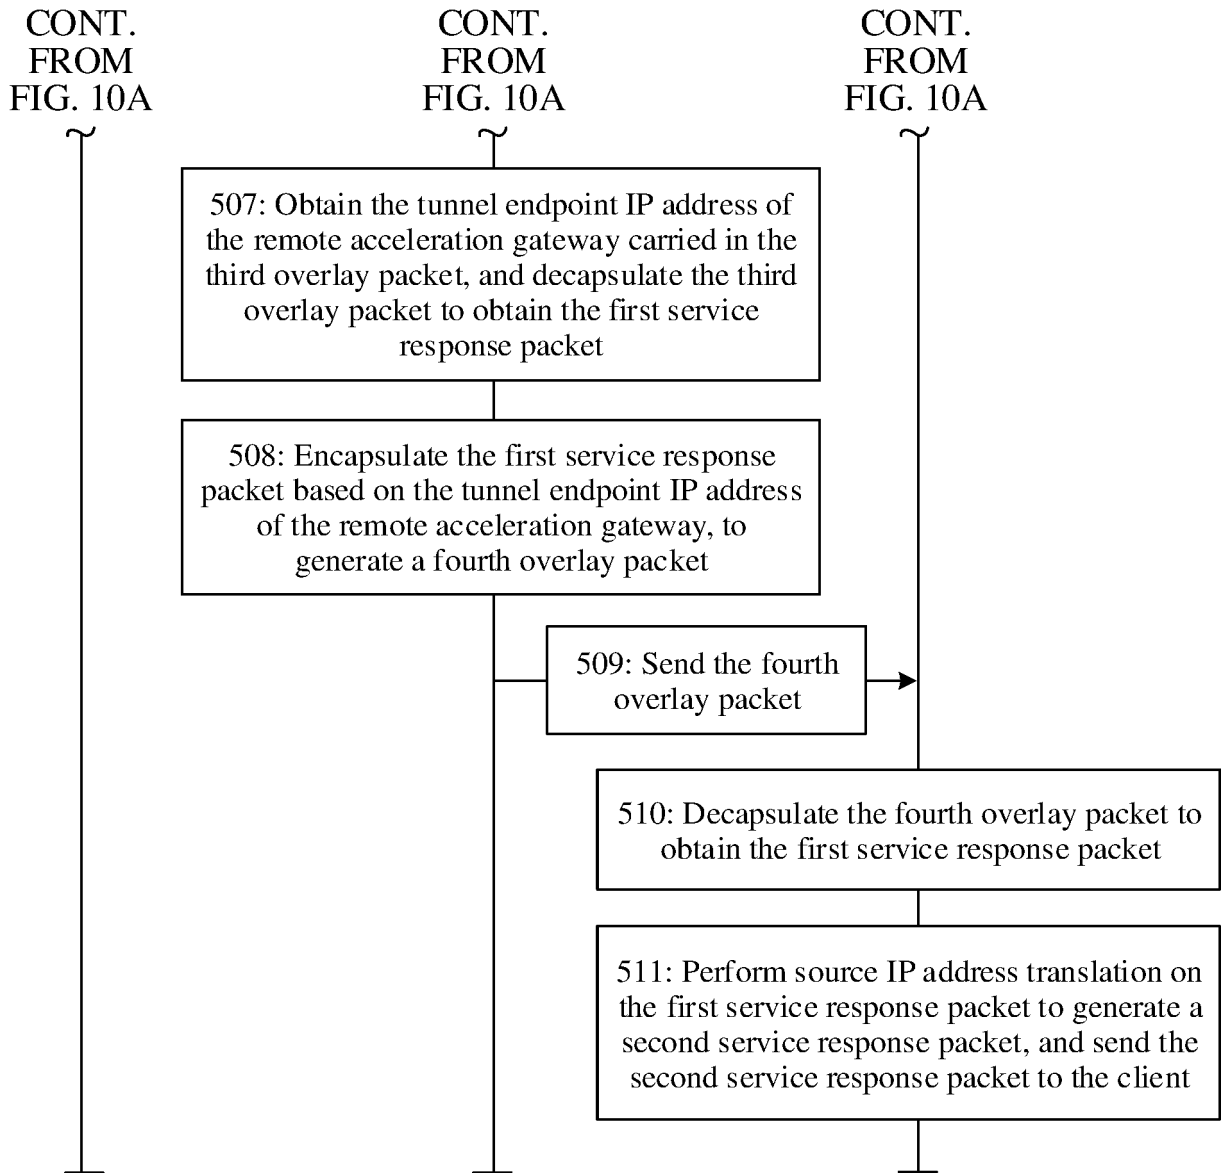 CONT.
FROM
FIG. 10A
CONT.
FROM
FIG. 10A
CONT.
FROM
FIG. 10A
507: Obtain the tunnel endpoint IP address of
the remote acceleration gateway carried in the
third overlay packet, and decapsulate the third
overlay packet to obtain the first service
response packet
508: Encapsulate the first service response
packet based on the tunnel endpoint IP address
of the remote acceleration gateway, to
generate a fourth overlay packet
509: Send the fourth
overlay packet
510: Decapsulate the fourth overlay packet to
obtain the first service response packet
511: Perform source IP address translation on
the first service response packet to generate a
second service response packet, and send the
second service response packet to the client